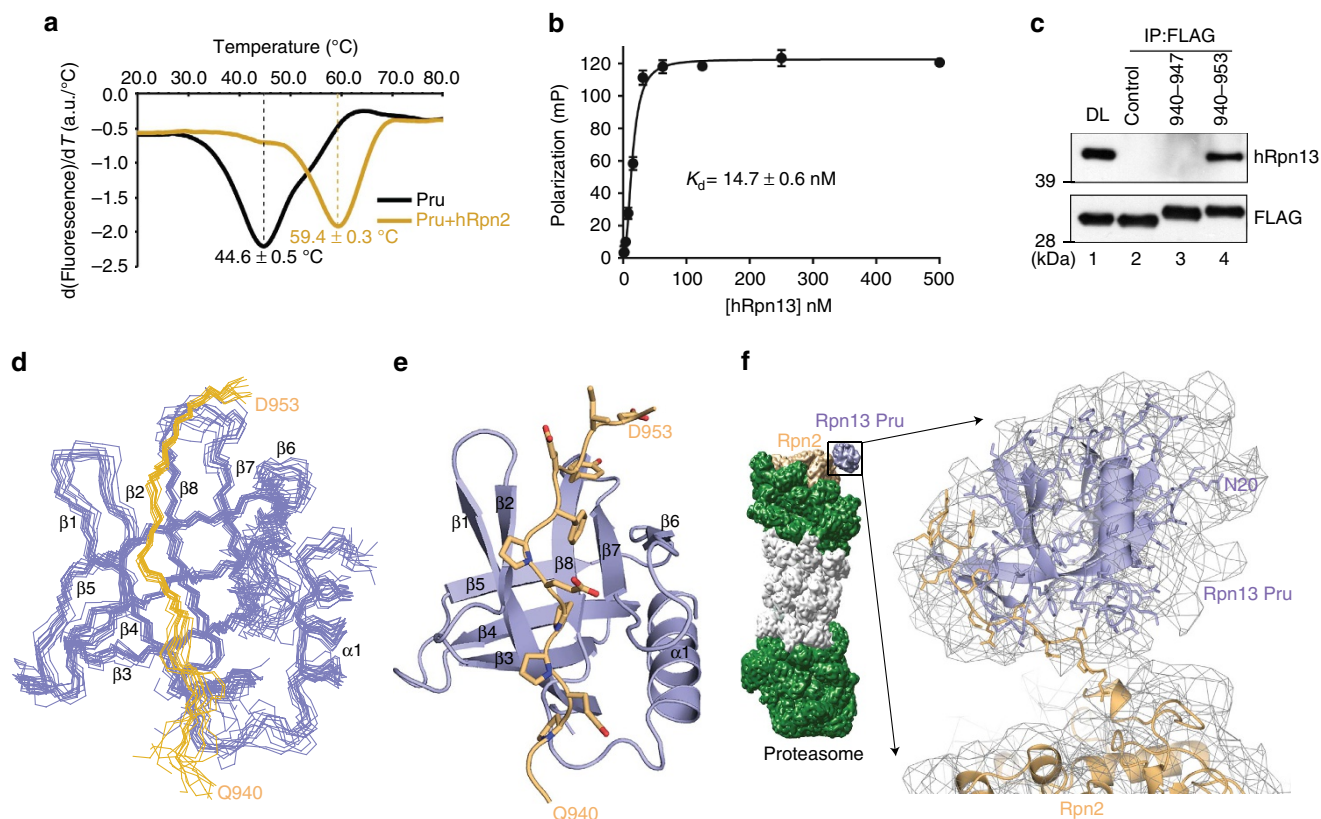 a
Temperature (°C)
20.0 30.0 40.0 50.0 60.0 70.0 80.0
0.0
−0.5
−1.0
−1.5
−2.0
−2.5
d(Fluorescence)/dT (a.u./°C)
Pru
Pru+hRpn2
59.4 ± 0.3 °C
44.6 ± 0.5 °C
b
Polarization (mP)
120
100
80
60
40
20
0
Kd= 14.7 ± 0.6 nM
0 100 200 300 400 500
[hRpn13] nM
c
IP:FLAG
DL
Control
940–947
940–953
hRpn13
39
FLAG
28
(kDa) 1 2 3 4
d
D953
β6
β7
β2
β8
β1
β5
β4
β3
α1
Q940
e
D953
β2
β1
β6
β7
β8
β5
β4
β3
α1
Q940
f
Rpn13 Pru
Rpn2
Proteasome
N20
Rpn13 Pru
Rpn2